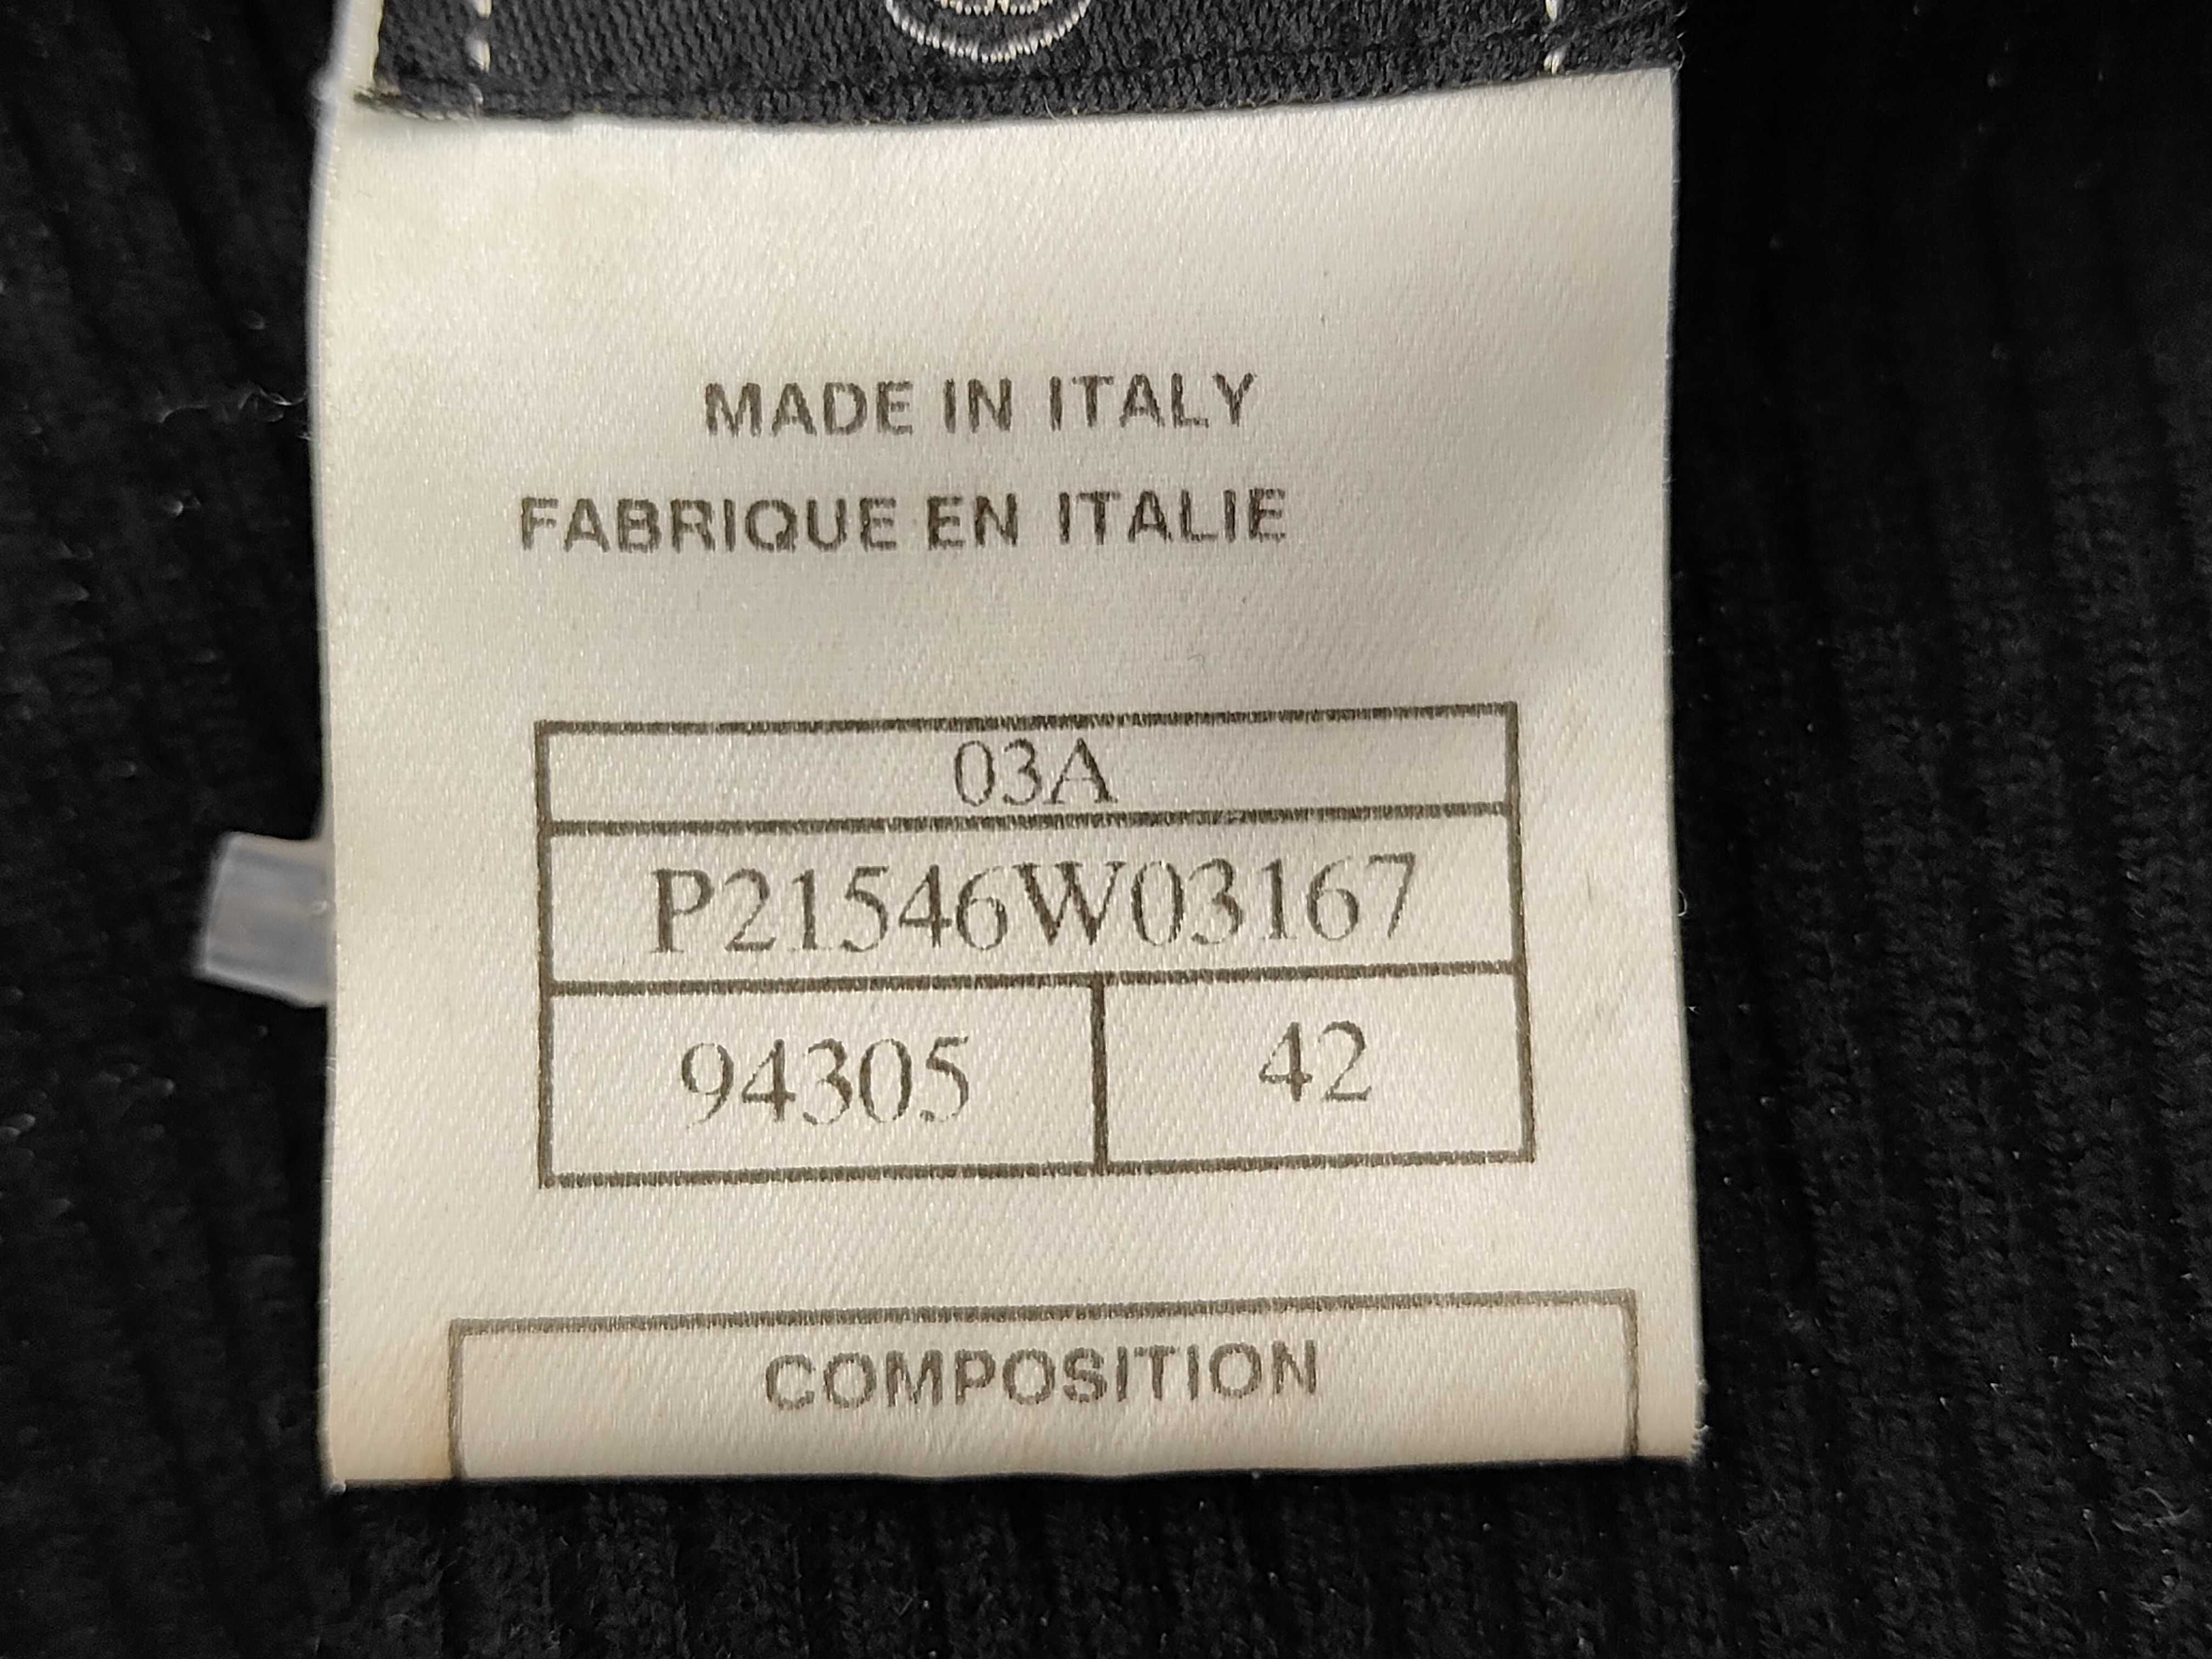 MADE IN ITALY
FABRIQUE EN ITALIE
03A
P21546W03167
94305 42
COMPOSITION